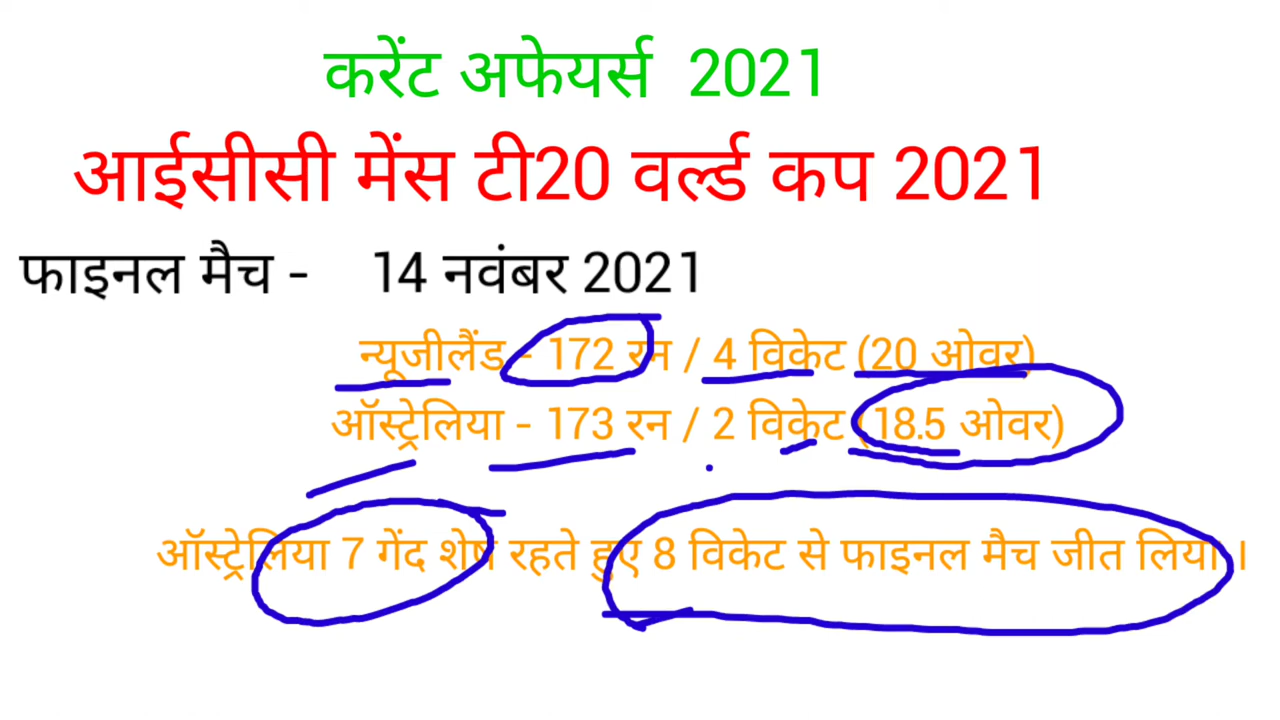 करेंट अफेयर्स 2021
आईसीसी मेंस टी20 वर्ल्ड कप 2021
फाइनल मैच - 14 नवंबर 2021
न्यूजीलैंड - 172 रन / 4 विकेट (20 ओवर)
ऑस्ट्रेलिया - 173 रन / 2 विकेट (18.5 ओवर)
ऑस्ट्रेलिया 7 गेंद शेष रहते हुए 8 विकेट से फाइनल मैच जीत लिया ।